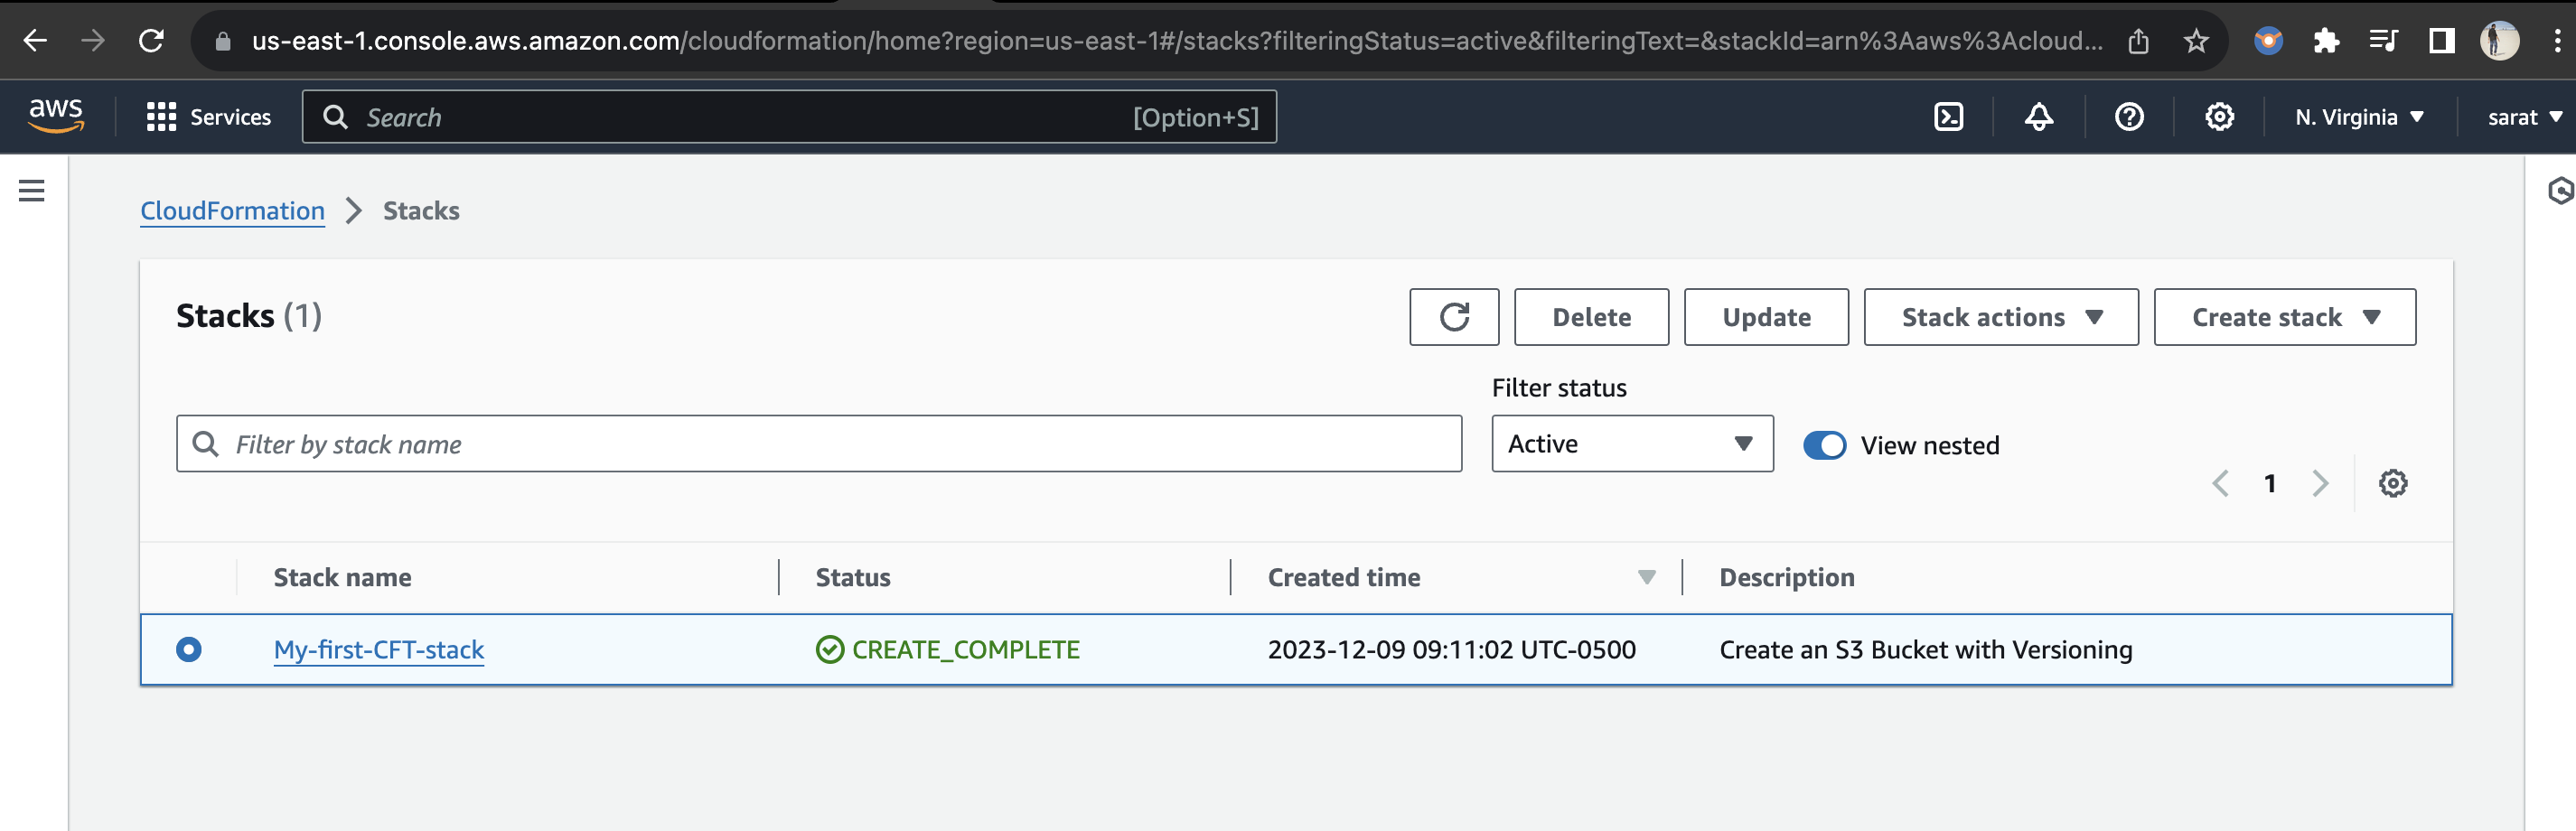 us-east-1.console.aws.amazon.com/cloudformation/home?region=us-east-1#/stacks?filteringStatus=active&filteringText=&stackId=arn%3Aaws%3Acloud...
aws Services Search [Option+S] N. Virginia sarat
CloudFormation Stacks
Stacks (1) Delete Update Stack actions Create stack
Filter status
Filter by stack name Active View nested
1
Stack name Status Created time Description
My-first-CFT-stack CREATE_COMPLETE 2023-12-09 09:11:02 UTC-0500 Create an S3 Bucket with Versioning